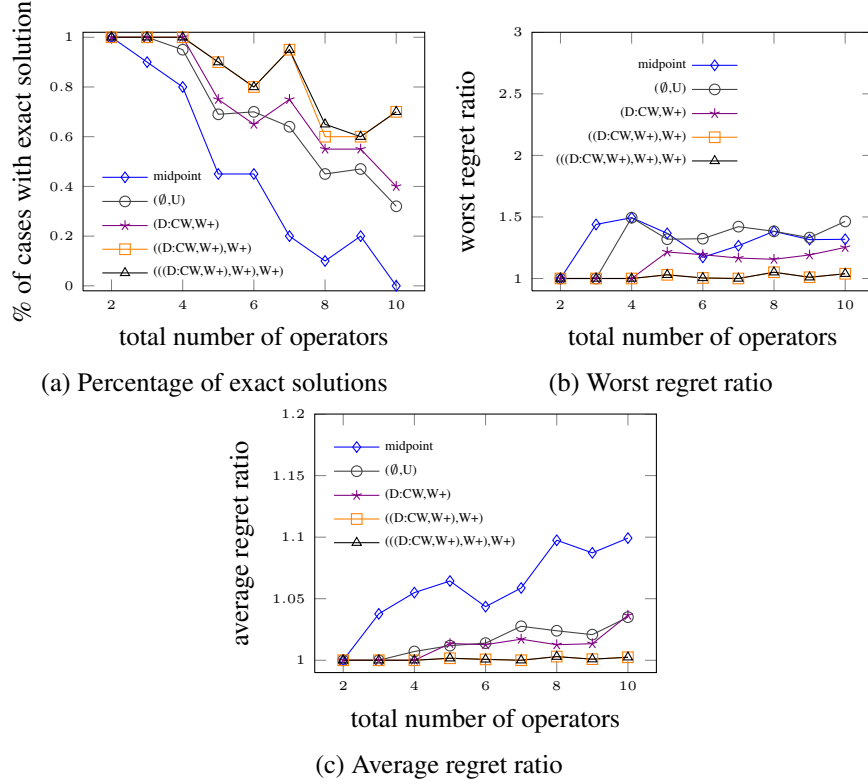 % of cases with exact solution
1
0.8
0.6
0.4
0.2
0
midpoint
(∅,U)
(D:CW,W+)
((D:CW,W+),W+)
(((D:CW,W+),W+),W+)
2 4 6 8 10
total number of operators
(a) Percentage of exact solutions
worst regret ratio
3
2.5
2
1.5
1
midpoint
(∅,U)
(D:CW,W+)
((D:CW,W+),W+)
(((D:CW,W+),W+),W+)
2 4 6 8 10
total number of operators
(b) Worst regret ratio
average regret ratio
1.2
1.15
1.10
1.05
1
midpoint
(∅,U)
(D:CW,W+)
((D:CW,W+),W+)
(((D:CW,W+),W+),W+)
2 4 6 8 10
total number of operators
(c) Average regret ratio